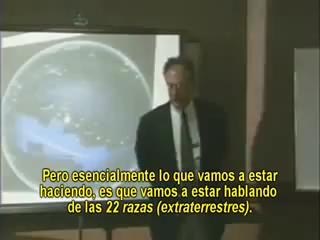 Pero esencialmente lo que vamos a estar
haciendo, es que vamos a estar hablando
de las 22 razas (extraterrestres).